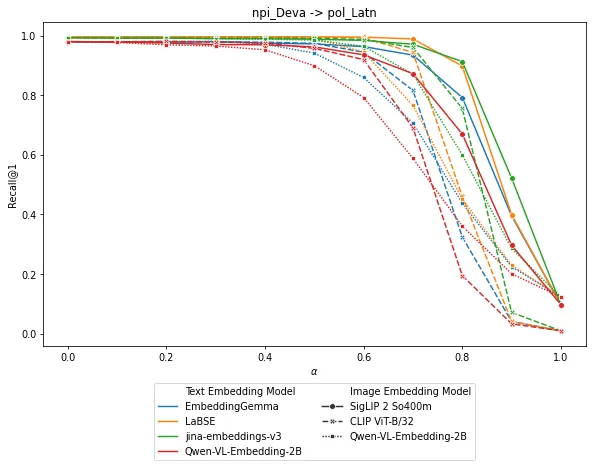 npi_Deva -> pol_Latn
1.0
0.8
0.6
0.4
0.2
0.0
Recall@1
0.0 0.2 0.4 0.6 0.8 1.0
α
Text Embedding Model Image Embedding Model
EmbeddingGemma SigLIP 2 So400m
LaBSE CLIP ViT-B/32
jina-embeddings-v3 Qwen-VL-Embedding-2B
Qwen-VL-Embedding-2B